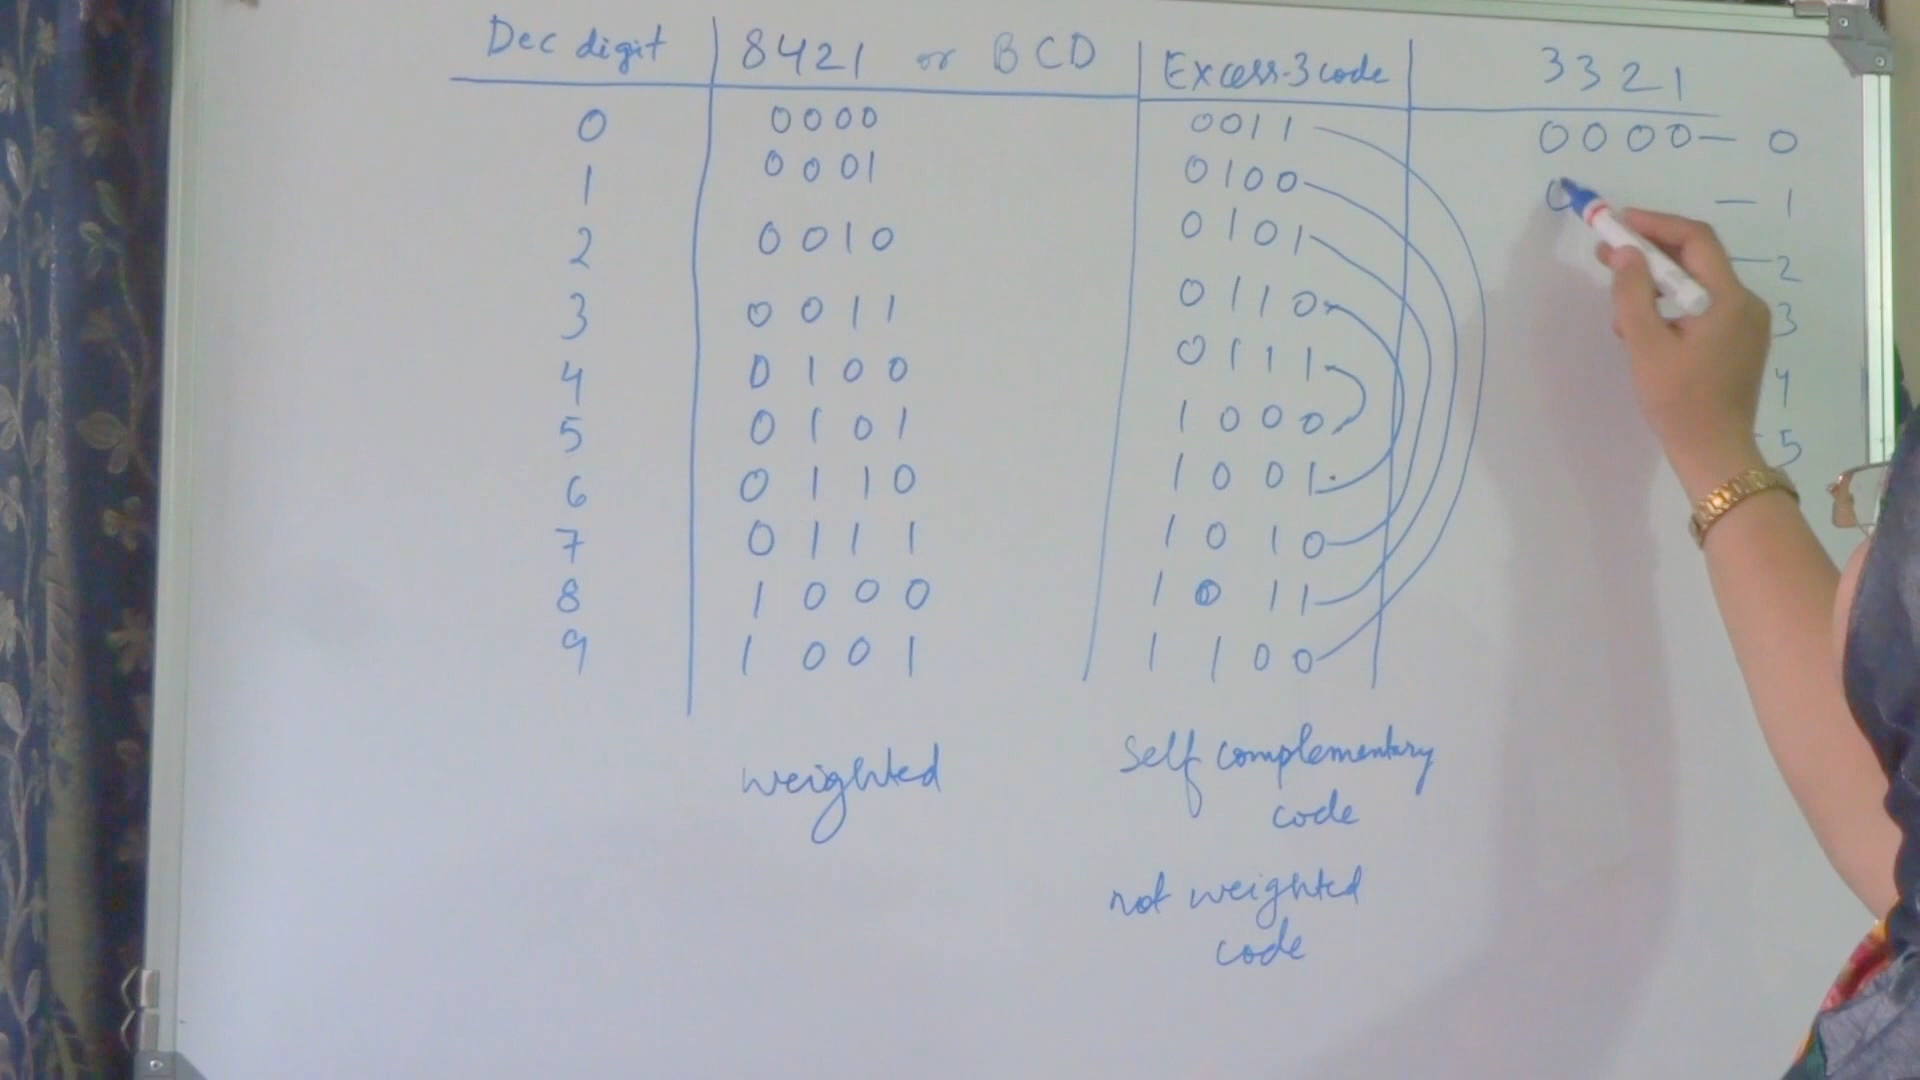 Dec digit 8421 or BCD Excess-3 code 3321
0 0000 0011 0000 — 0
1 0001 0100 0 — 1
2 0010 0101 — 2
3 0011 0110 3
4 0100 0111 4
5 0101 1000 5
6 0110 1001
7 0111 1010
8 1000 1011
9 1001 1100
weighted Self complementary
code
not weighted
code